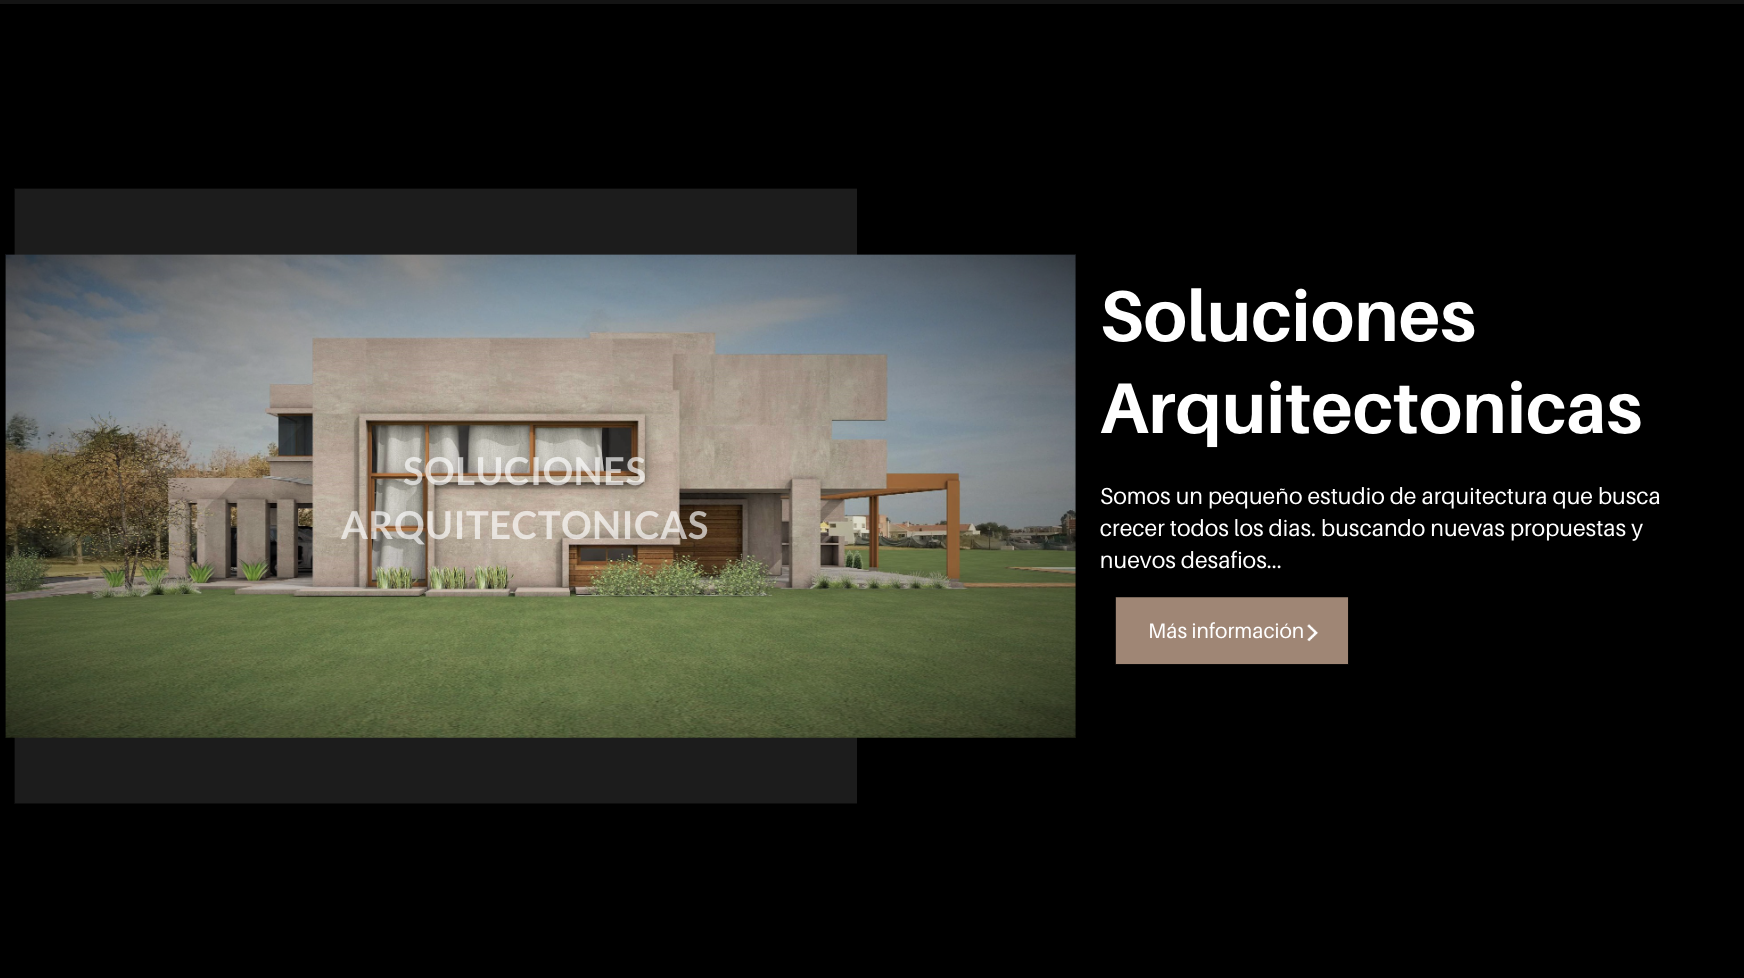 SOLUCIONES
ARQUITECTONICAS
Soluciones
Arquitectonicas
Somos un pequeño estudio de arquitectura que busca
crecer todos los dias. buscando nuevas propuestas y
nuevos desafios...
Más información